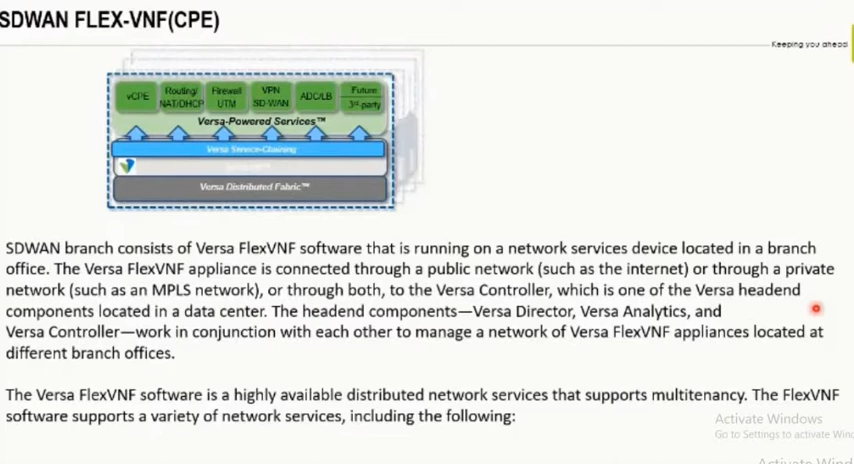 SDWAN FLEX-VNF(CPE)
Keeping you ahead
vCPE
Routing/
NAT/DHCP
Firewall
UTM
VPN
SD-WAN
ADC/LB
Future
3rd-party
Versa-Powered Services™
Versa Service-Chaining
Versa Distributed Fabric™
SDWAN branch consists of Versa FlexVNF software that is running on a network services device located in a branch
office. The Versa FlexVNF appliance is connected through a public network (such as the internet) or through a private
network (such as an MPLS network), or through both, to the Versa Controller, which is one of the Versa headend
components located in a data center. The headend components—Versa Director, Versa Analytics, and
Versa Controller—work in conjunction with each other to manage a network of Versa FlexVNF appliances located at
different branch offices.
The Versa FlexVNF software is a highly available distributed network services that supports multitenancy. The FlexVNF
software supports a variety of network services, including the following:
Activate Windows
Go to Settings to activate Wind
Activate Wind